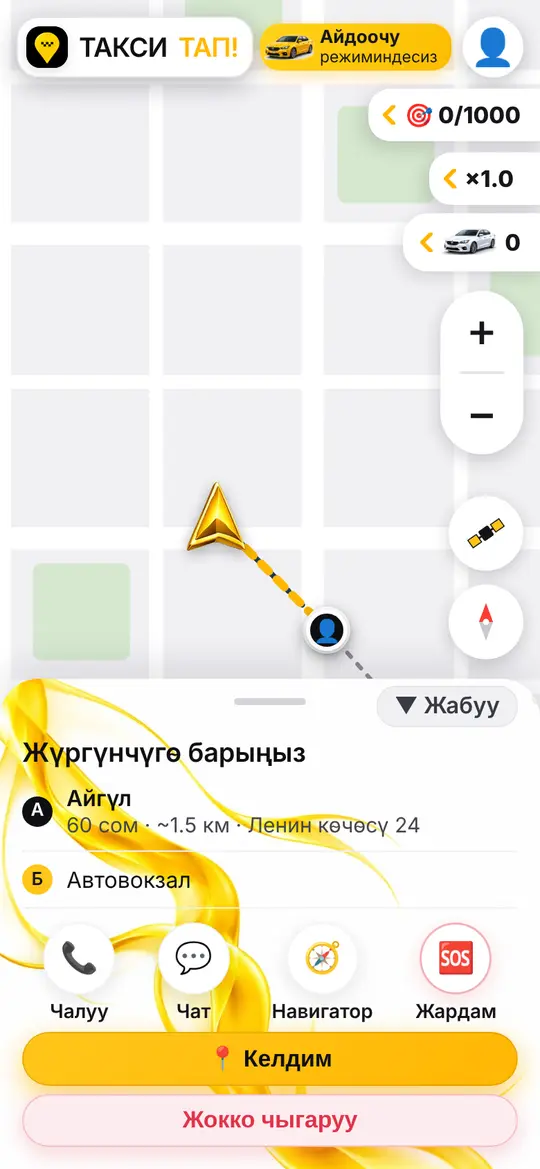 ТАКСИ ТАП!
Айдоочу
режиминдесиз
0/1000
×1.0
0
+
−
▼ Жабуу
Жүргүнчүгө барыңыз
А
Айгүл
60 сом · ~1.5 км · Ленин көчөсү 24
Б
Автовокзал
SOS
Чалуу
Чат
Навигатор
Жардам
Келдим
Жокко чыгаруу